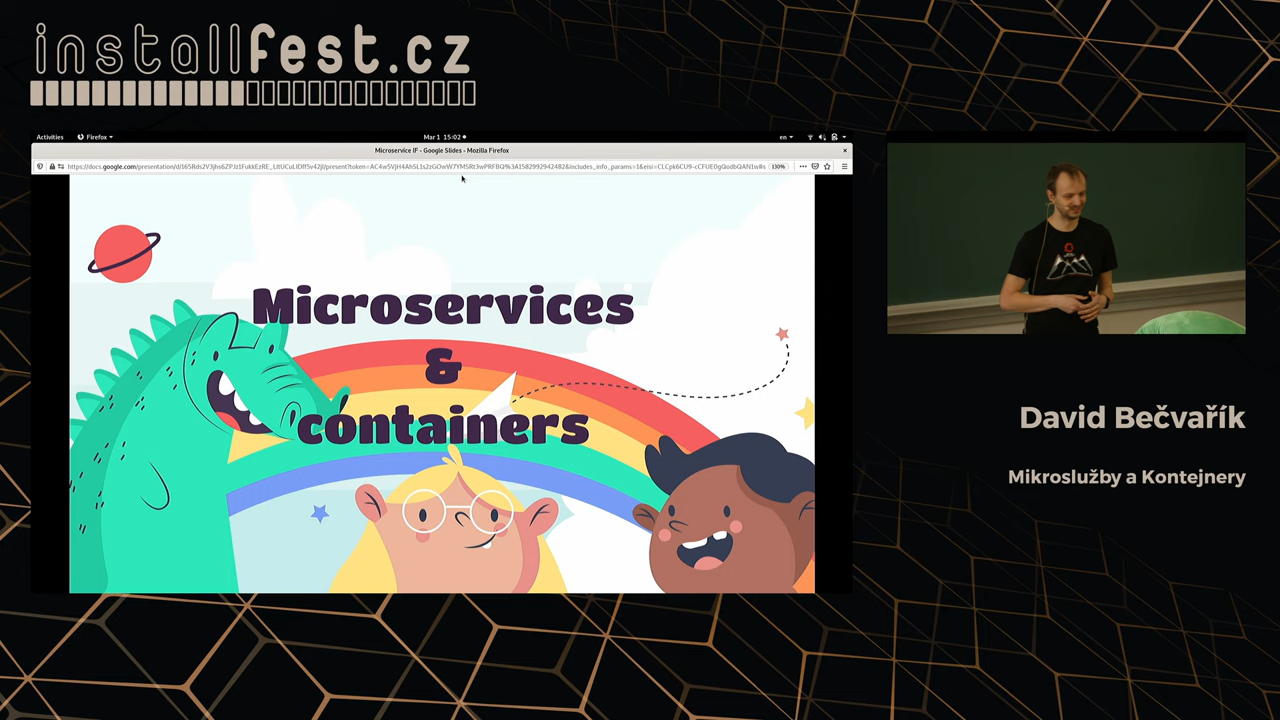 installfest.cz
Activities Firefox Mar 1 15:02 en
Microservice IF - Google Slides - Mozilla Firefox
130%
Microservices
&
containers
David Bečvařík
Mikroslužby a Kontejnery